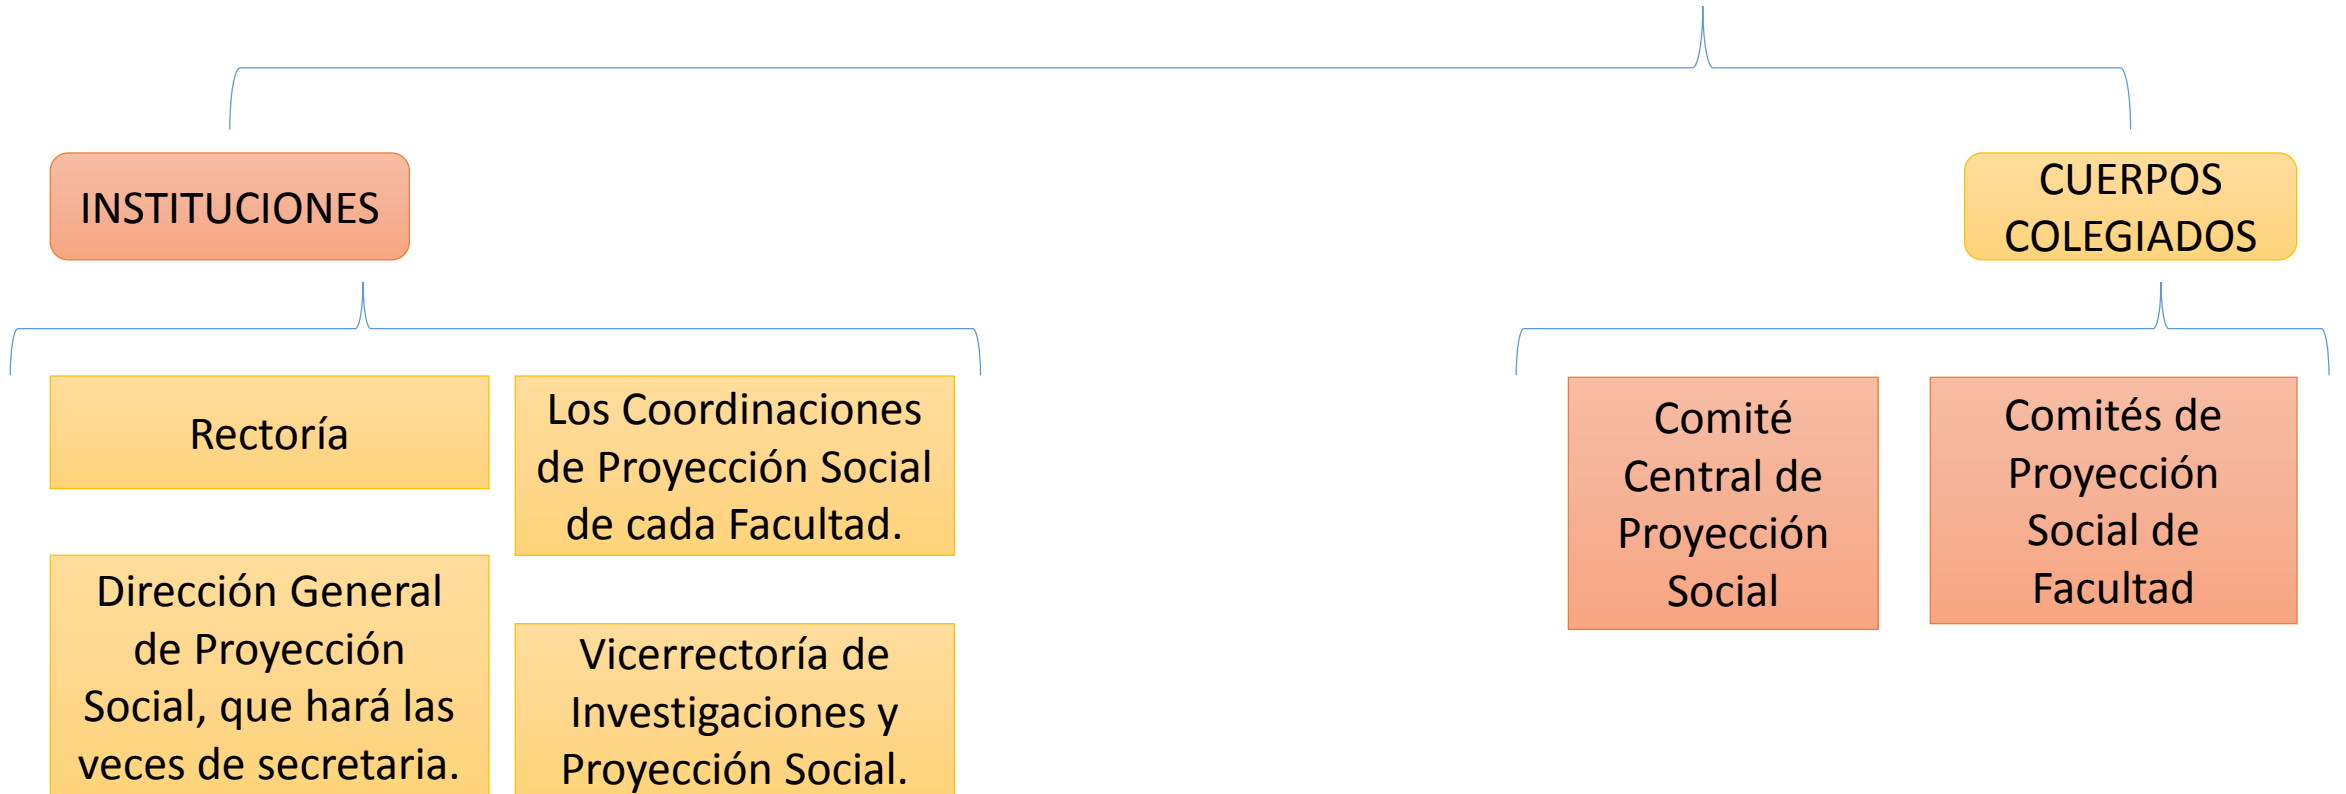 INSTITUCIONES
CUERPOS
COLEGIADOS
Rectoría
Los Coordinaciones
de Proyección Social
de cada Facultad.
Dirección General
de Proyección
Social, que hará las
veces de secretaria.
Vicerrectoría de
Investigaciones y
Proyección Social.
Comité
Central de
Proyección
Social
Comités de
Proyección
Social de
Facultad